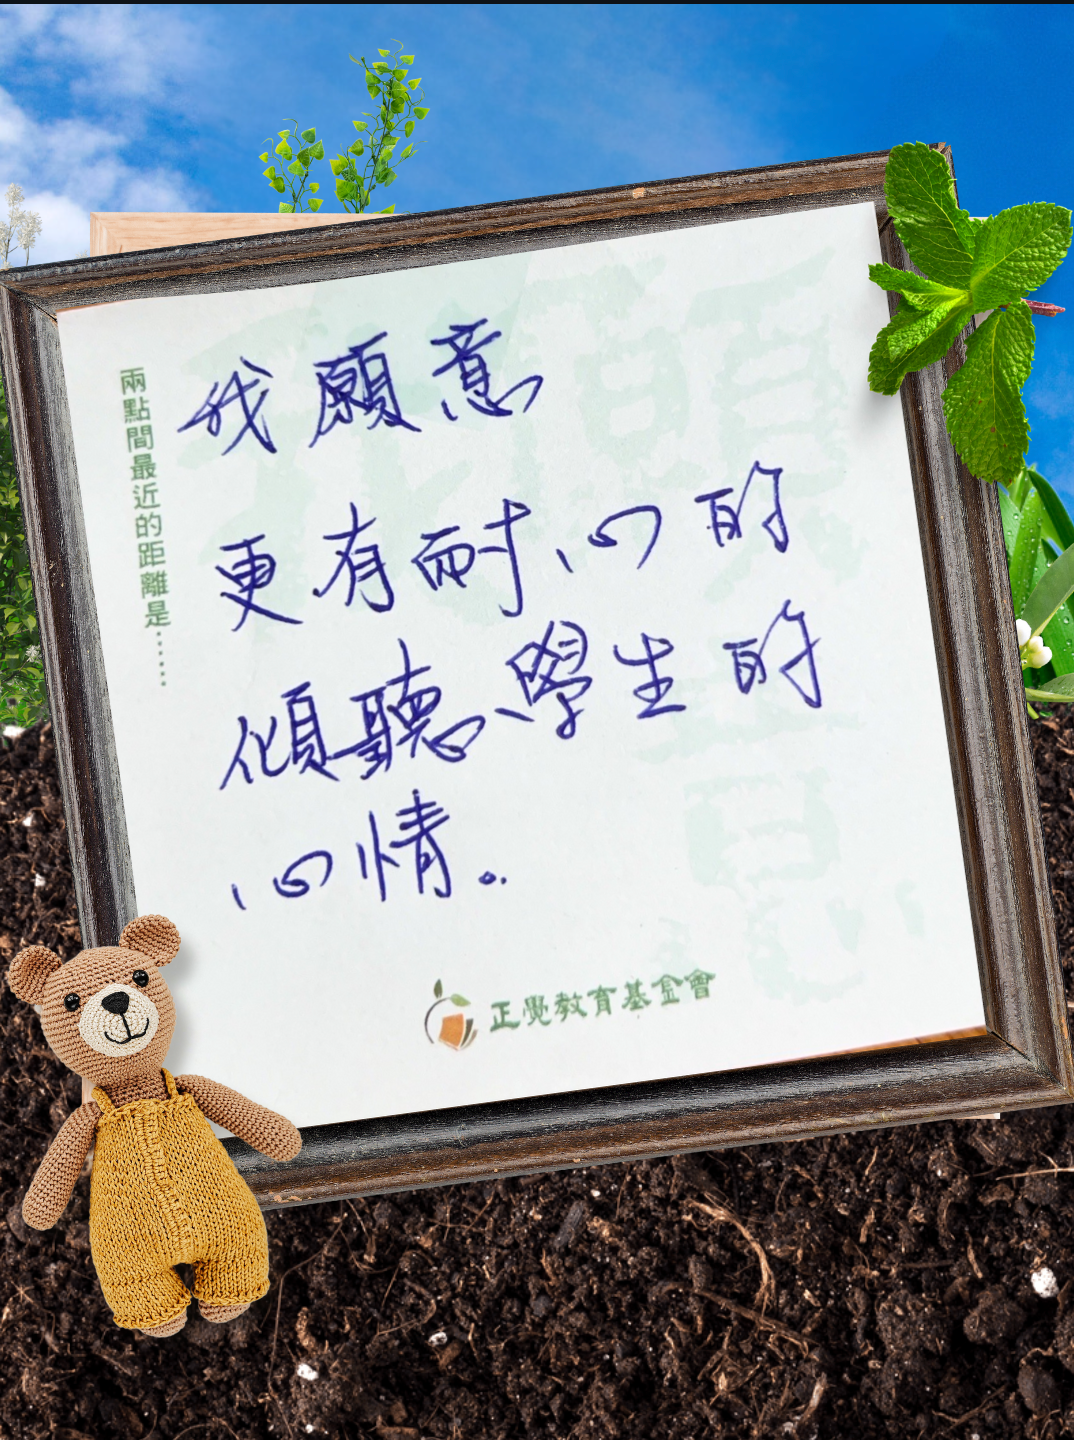 兩點間最近的距離是……
我願意
更有耐心的
傾聽學生的
心情。
正覺教育基金會